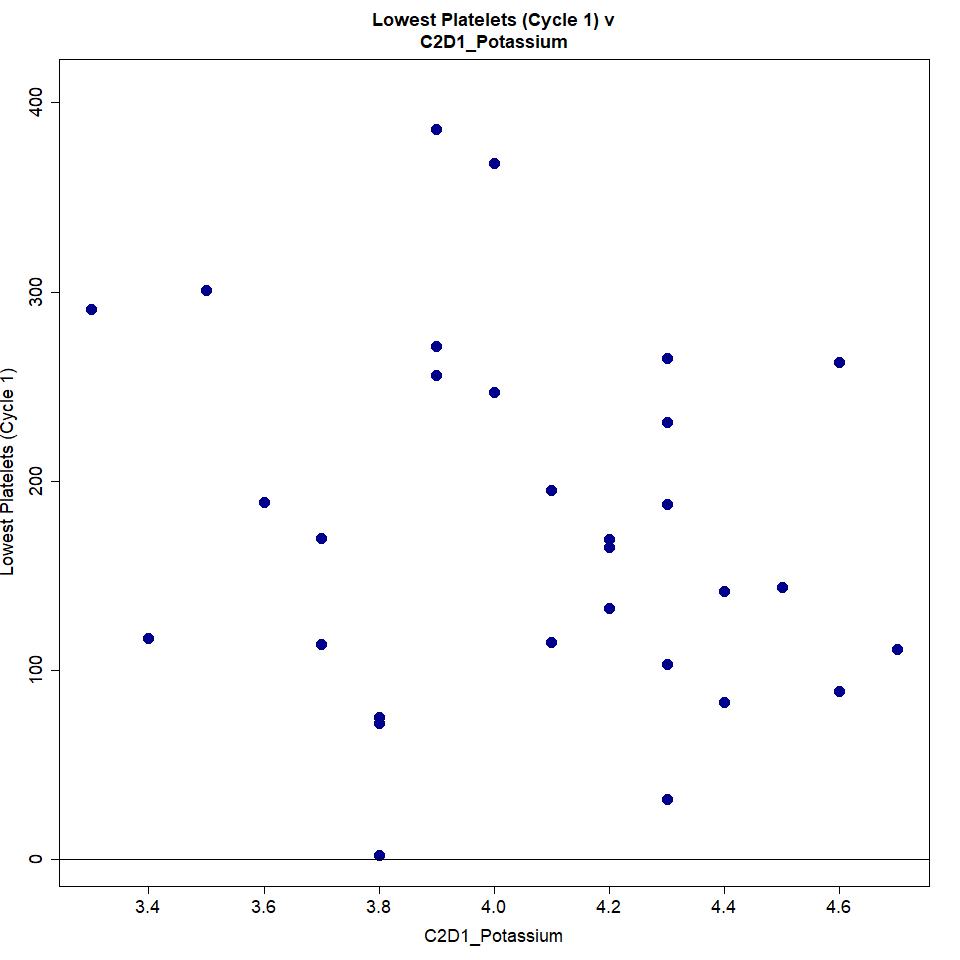 Lowest Platelets (Cycle 1) v
C2D1_Potassium
400
300
200
100
0
Lowest Platelets (Cycle 1)
3.4 3.6 3.8 4.0 4.2 4.4 4.6
C2D1_Potassium